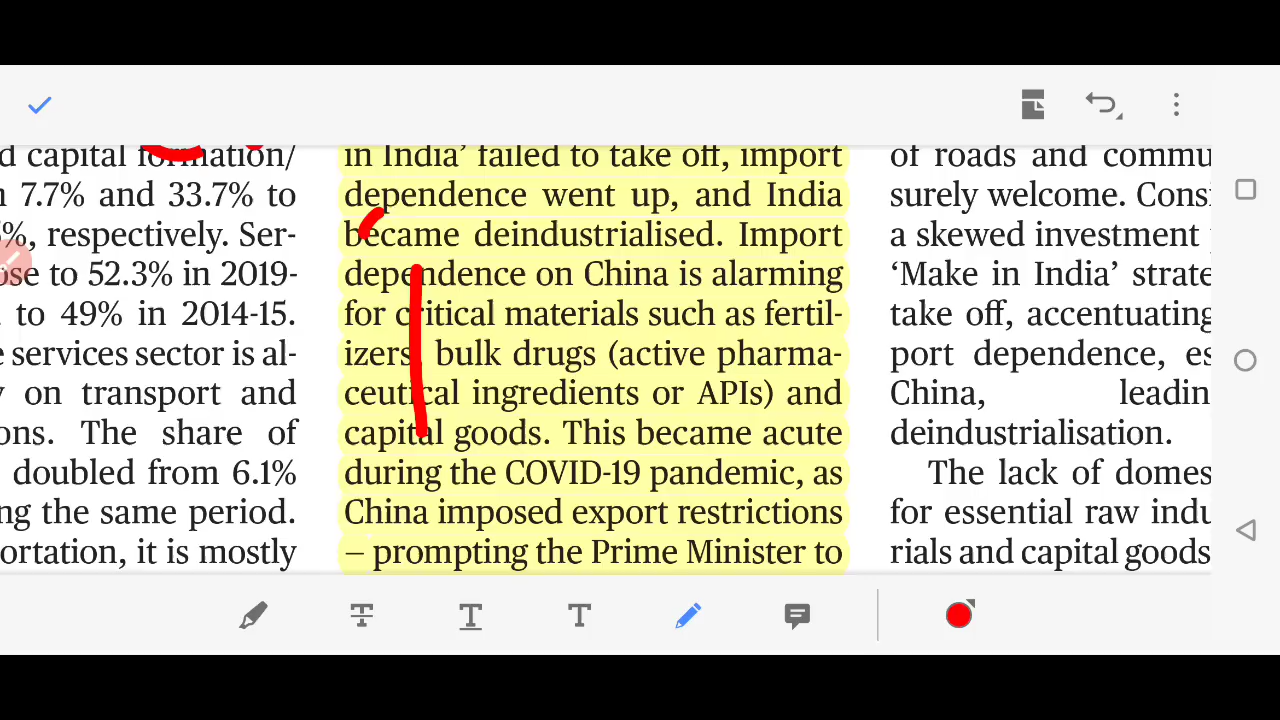 d capital formation/
7.7% and 33.7% to
%, respectively. Ser-
ose to 52.3% in 2019-
to 49% in 2014-15.
services sector is al-
on transport and
ons. The share of
doubled from 6.1%
ng the same period.
ortation, it is mostly
in India’ failed to take off, import
dependence went up, and India
became deindustrialised. Import
dependence on China is alarming
for critical materials such as fertil-
izers, bulk drugs (active pharma-
ceutical ingredients or APIs) and
capital goods. This became acute
during the COVID-19 pandemic, as
China imposed export restrictions
– prompting the Prime Minister to
of roads and commu
surely welcome. Cons
a skewed investment
‘Make in India’ strate
take off, accentuating
port dependence, es
China, leadin
deindustrialisation.
The lack of domes
for essential raw indu
rials and capital goods